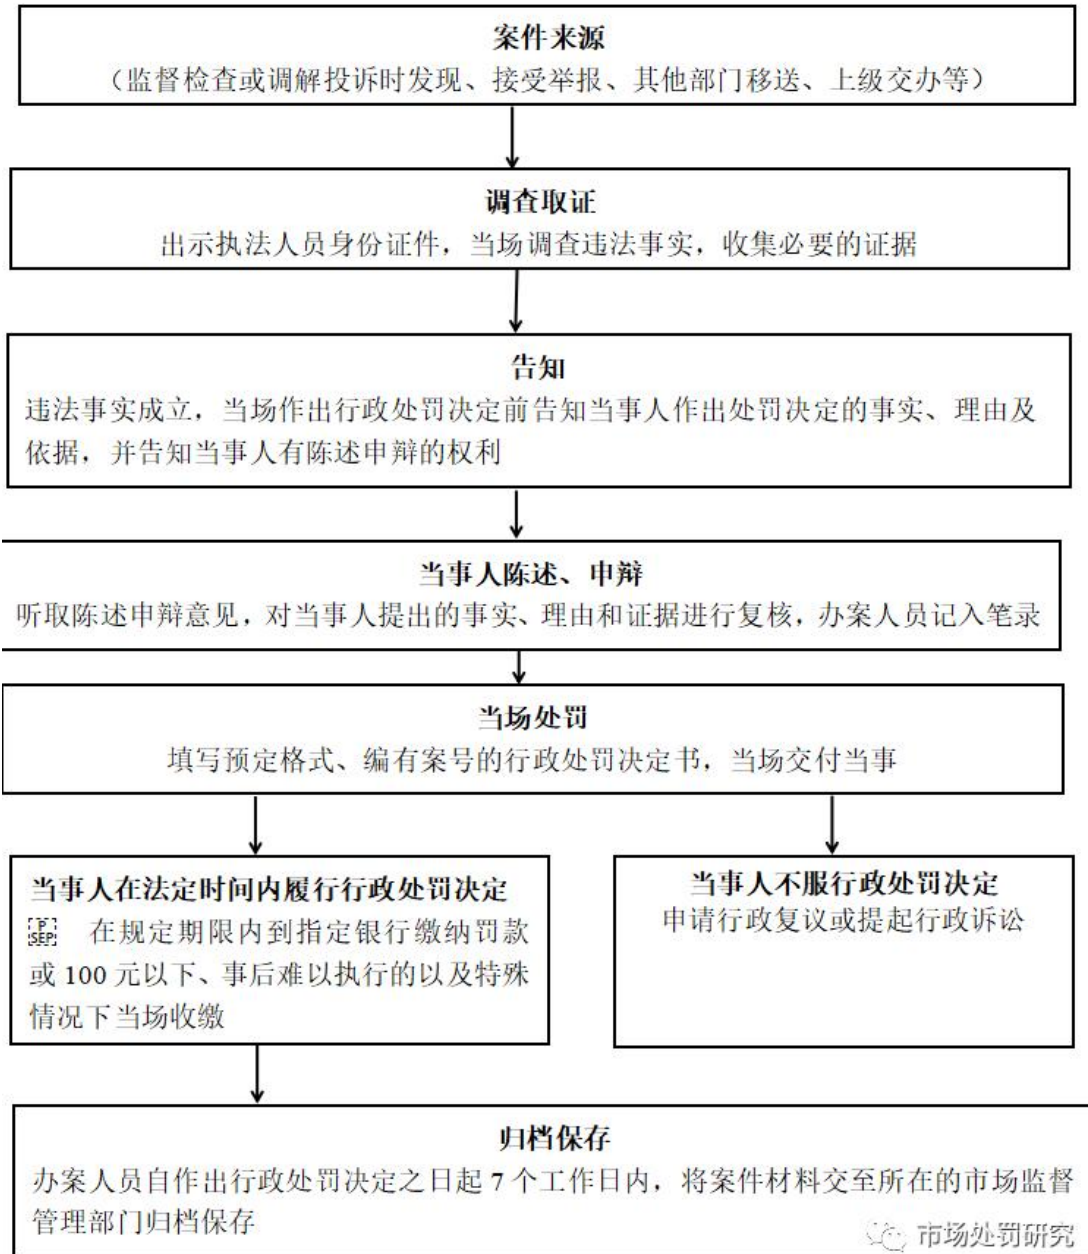 案件来源
（监督检查或调解投诉时发现、接受举报、其他部门移送、上级交办等）
调查取证
出示执法人员身份证件，当场调查违法事实，收集必要的证据
告知
违法事实成立，当场作出行政处罚决定前告知当事人作出处罚决定的事实、理由及
依据，并告知当事人有陈述申辩的权利
当事人陈述、申辩
听取陈述申辩意见，对当事人提出的事实、理由和证据进行复核，办案人员记入笔录
当场处罚
填写预定格式、编有案号的行政处罚决定书，当场交付当事
当事人在法定时间内履行行政处罚决定
P SEP 在规定期限内到指定银行缴纳罚款
或 100 元以下、事后难以执行的以及特殊
情况下当场收缴
当事人不服行政处罚决定
申请行政复议或提起行政诉讼
归档保存
办案人员自作出行政处罚决定之日起 7 个工作日内，将案件材料交至所在的市场监督
管理部门归档保存
市场处罚研究